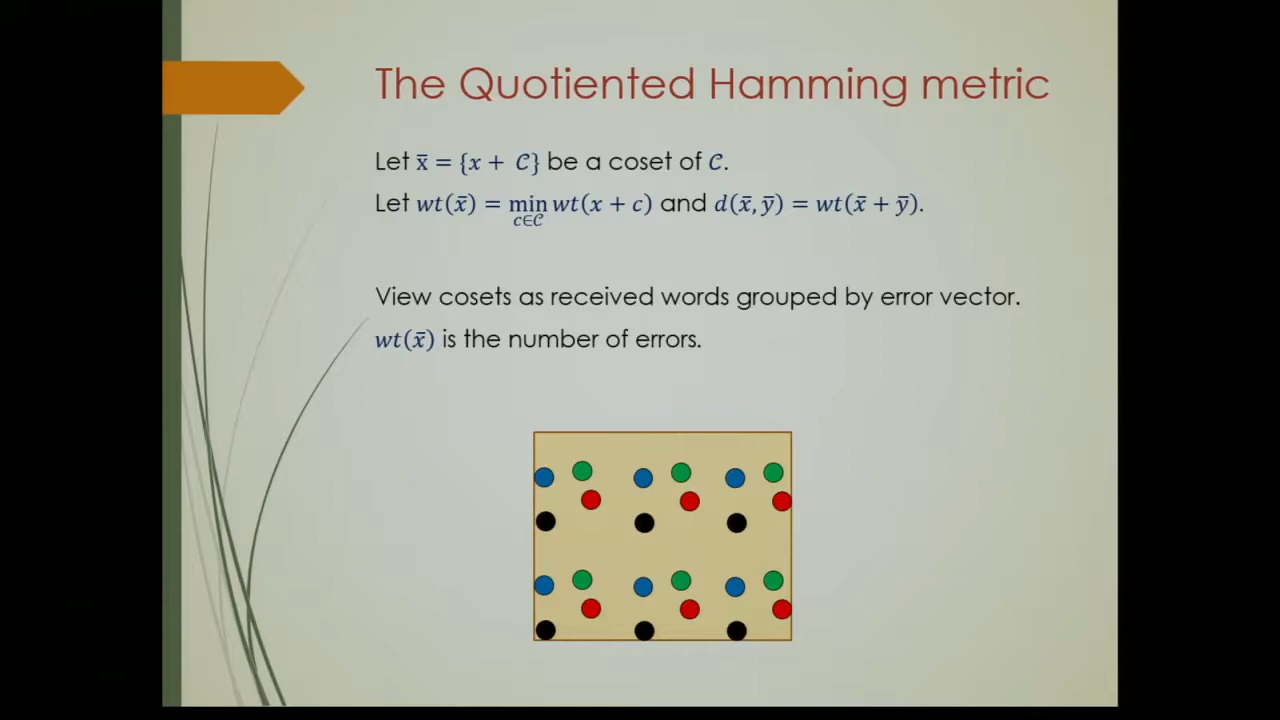 The Quotiented Hamming metric
Let x̄ = {x + 𝒞} be a coset of 𝒞.
Let wt(x̄) = min wt(x + c) and d(x̄, ȳ) = wt(x̄ + ȳ).
c∈𝒞
View cosets as received words grouped by error vector.
wt(x̄) is the number of errors.